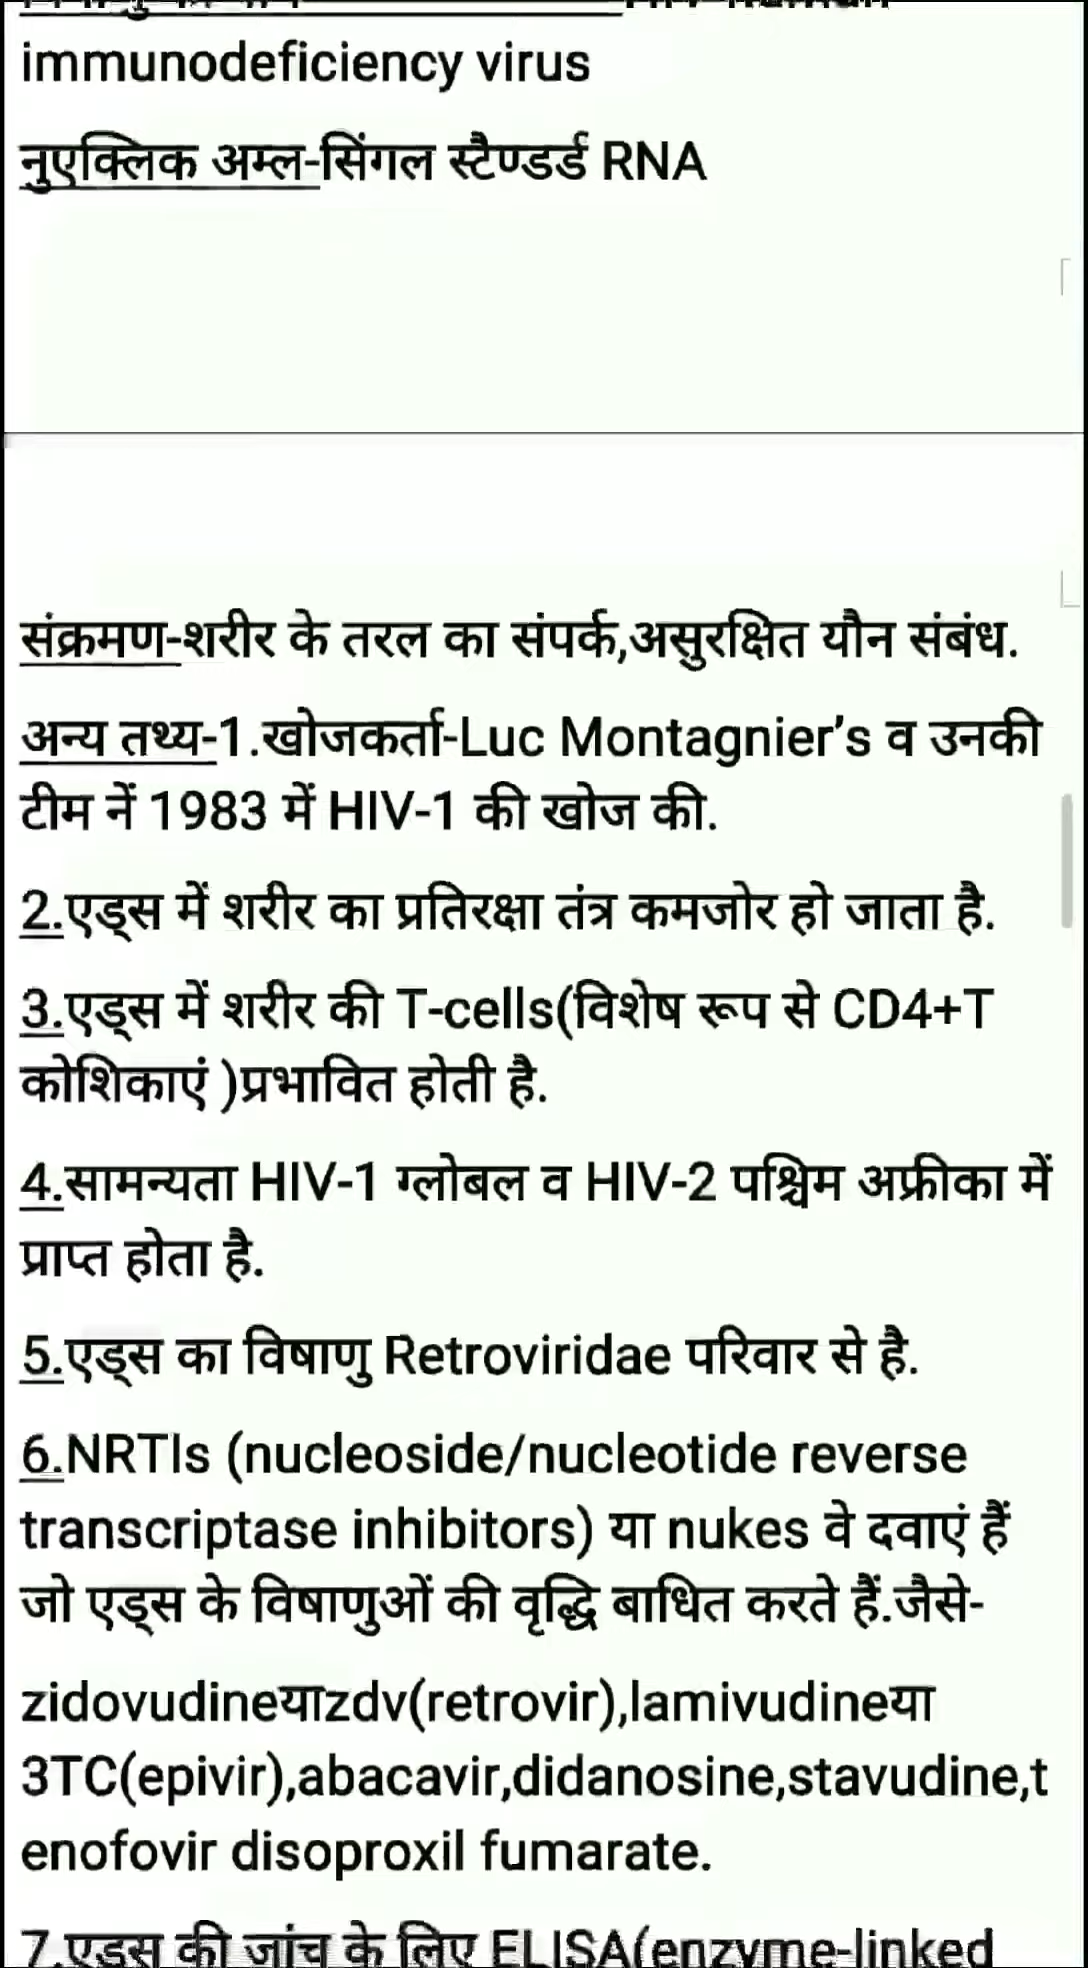 immunodeficiency virus
नुएक्लिक अम्ल-सिंगल स्टैण्डर्ड RNA
संक्रमण-शरीर के तरल का संपर्क,असुरक्षित यौन संबंध.
अन्य तथ्य-1.खोजकर्ता-Luc Montagnier’s व उनकी
टीम नें 1983 में HIV-1 की खोज की.
2.एड्स में शरीर का प्रतिरक्षा तंत्र कमजोर हो जाता है.
3.एड्स में शरीर की T-cells(विशेष रूप से CD4+T
कोशिकाएं )प्रभावित होती है.
4.सामन्यता HIV-1 ग्लोबल व HIV-2 पश्चिम अफ्रीका में
प्राप्त होता है.
5.एड्स का विषाणु Retroviridae परिवार से है.
6.NRTIs (nucleoside/nucleotide reverse
transcriptase inhibitors) या nukes वे दवाएं हैं
जो एड्स के विषाणुओं की वृद्धि बाधित करते हैं.जैसे-
zidovudineयाzdv(retrovir),lamivudineया
3TC(epivir),abacavir,didanosine,stavudine,t
enofovir disoproxil fumarate.
7.एड्स की जांच के लिए ELISA(enzyme-linked